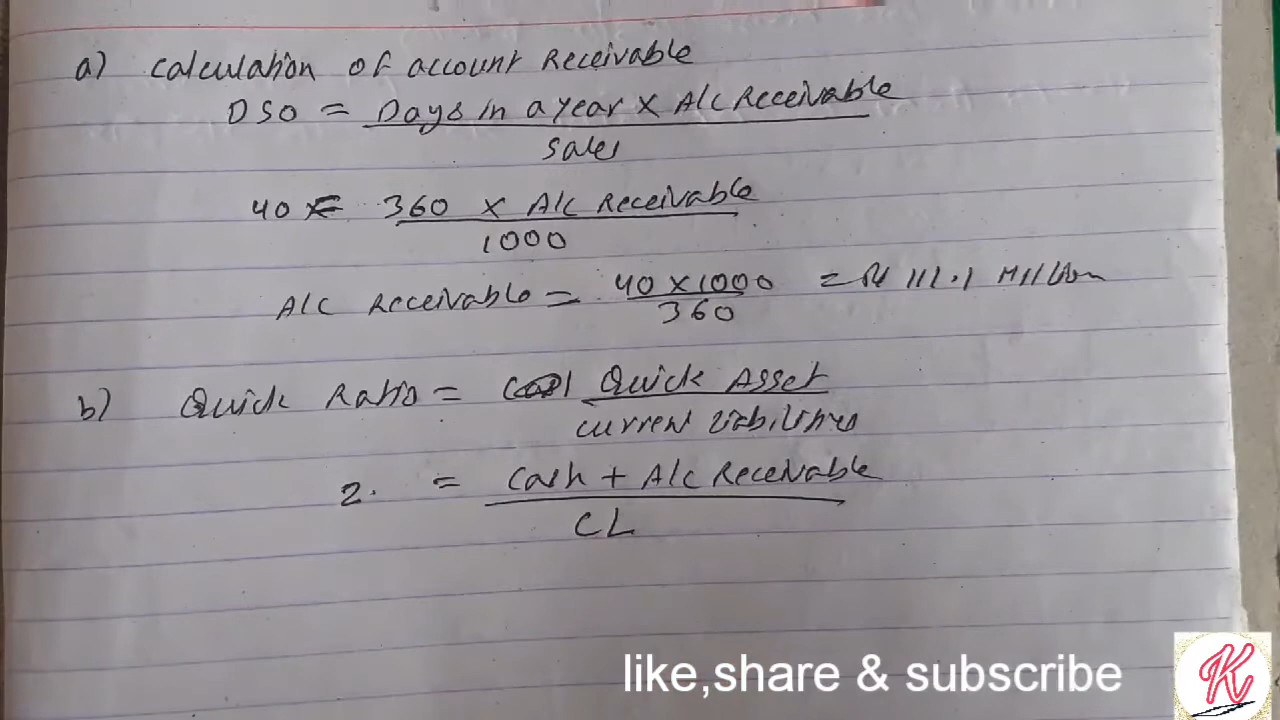 a) Calculation of account Receivable
DSO = Days in a year X A/C Receivable
Sales
40 = 360 X A/C Receivable
1000
A/C Receivable = 40 X 1000 = Rs 111.1 Million
360
b) Quick Ratio = Quick Asset
current liabilities
2. = Cash + A/C Receivable
CL
like,share & subscribe
K